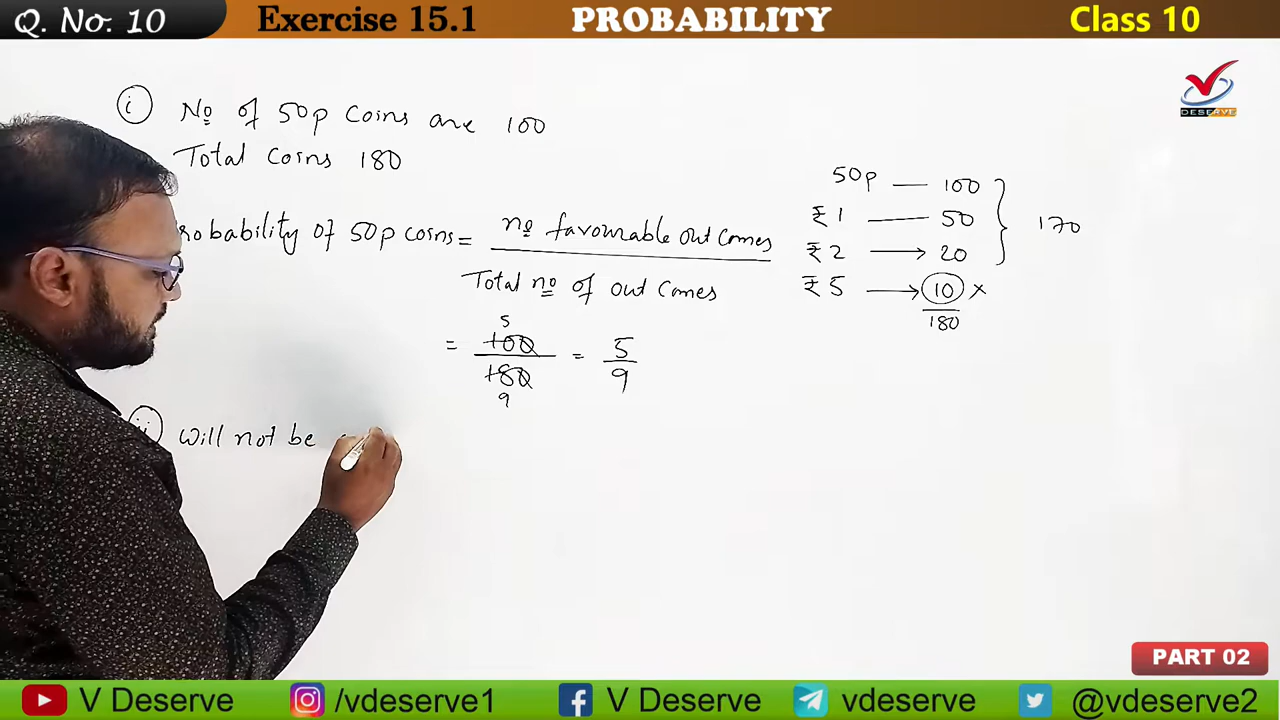 Q. No. 10
Exercise 15.1
PROBABILITY
Class 10
DESERVE
i No of 50p Coins are 100
Total Coins 180
robability of 50p coins = no favourable out Comes
Total no of out Comes
= 100 5 / 180 9 = 5/9
50p — 100
₹ 1 — 50
₹ 2 → 20
₹ 5 → 10 ×
180
} 170
ii Will not be
PART 02
V Deserve
/vdeserve1
V Deserve
vdeserve
@vdeserve2